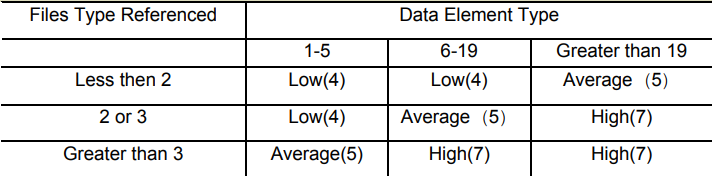 Files Type Referenced Data Element Type
1-5 6-19 Greater than 19
Less then 2 Low(4) Low(4) Average（5）
2 or 3 Low(4) Average（5） High(7)
Greater than 3 Average(5) High(7) High(7)